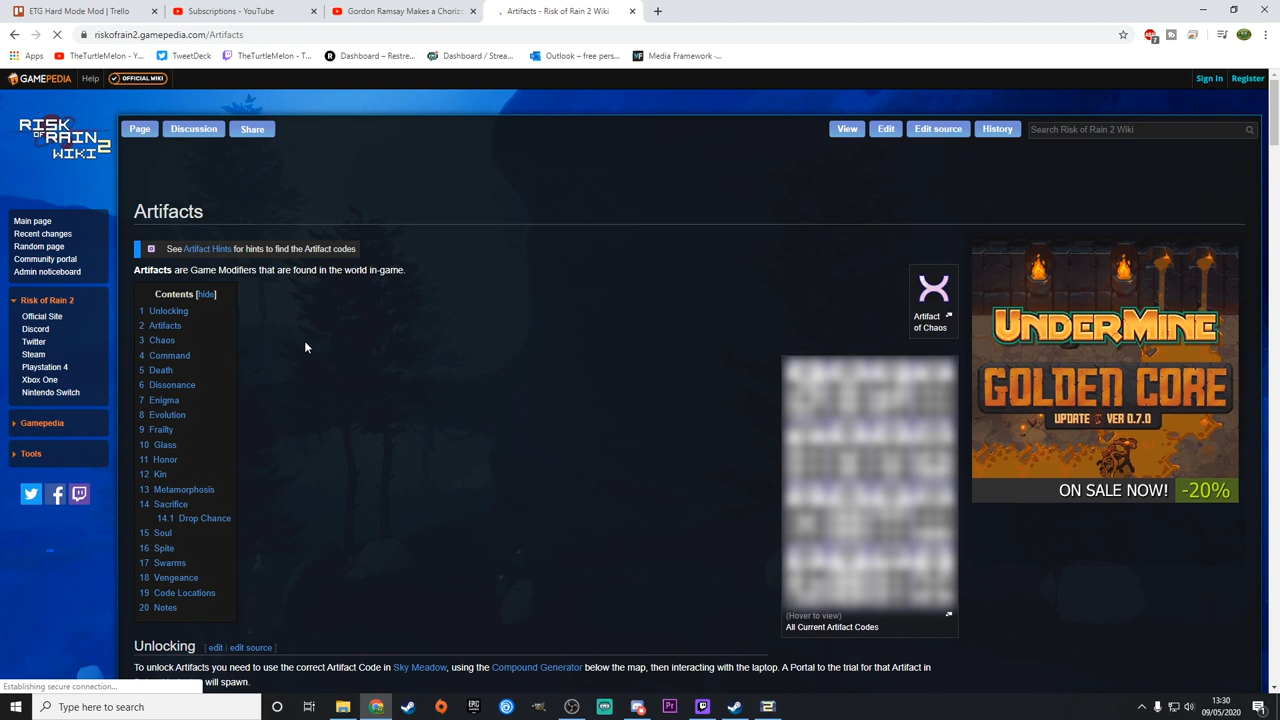 ETG Hard Mode Mod | Trello
Subscriptions - YouTube
Gordon Ramsay Makes a Choriz
Artifacts - Risk of Rain 2 Wiki
riskofrain2.gamepedia.com/Artifacts
7
Apps
TheTurtleMelon - Y...
TweetDeck
TheTurtleMelon - T...
Dashboard – Restre...
Dashboard / Strea...
Outlook – free pers...
Media Framework -...
GAMEPEDIA
Help
OFFICIAL WIKI
Sign In
Register
RISK OF RAIN 2 WIKI
Page
Discussion
Share
View
Edit
Edit source
History
Search Risk of Rain 2 Wiki
Main page
Recent changes
Random page
Community portal
Admin noticeboard
Risk of Rain 2
Official Site
Discord
Twitter
Steam
Playstation 4
Xbox One
Nintendo Switch
Gamepedia
Tools
Artifacts
See Artifact Hints for hints to find the Artifact codes
Artifacts are Game Modifiers that are found in the world in-game.
Contents [hide]
1 Unlocking
2 Artifacts
3 Chaos
4 Command
5 Death
6 Dissonance
7 Enigma
8 Evolution
9 Frailty
10 Glass
11 Honor
12 Kin
13 Metamorphosis
14 Sacrifice
14.1 Drop Chance
15 Soul
16 Spite
17 Swarms
18 Vengeance
19 Code Locations
20 Notes
Artifact
of Chaos
(Hover to view)
All Current Artifact Codes
UNDERMINE
GOLDEN CORE
UPDATE VER 0.7.0
ON SALE NOW! -20%
Unlocking [ edit | edit source ]
To unlock Artifacts you need to use the correct Artifact Code in Sky Meadow, using the Compound Generator below the map, then interacting with the laptop. A Portal to the trial for that Artifact in
will spawn.
Establishing secure connection...
Type here to search
13:30
09/05/2020